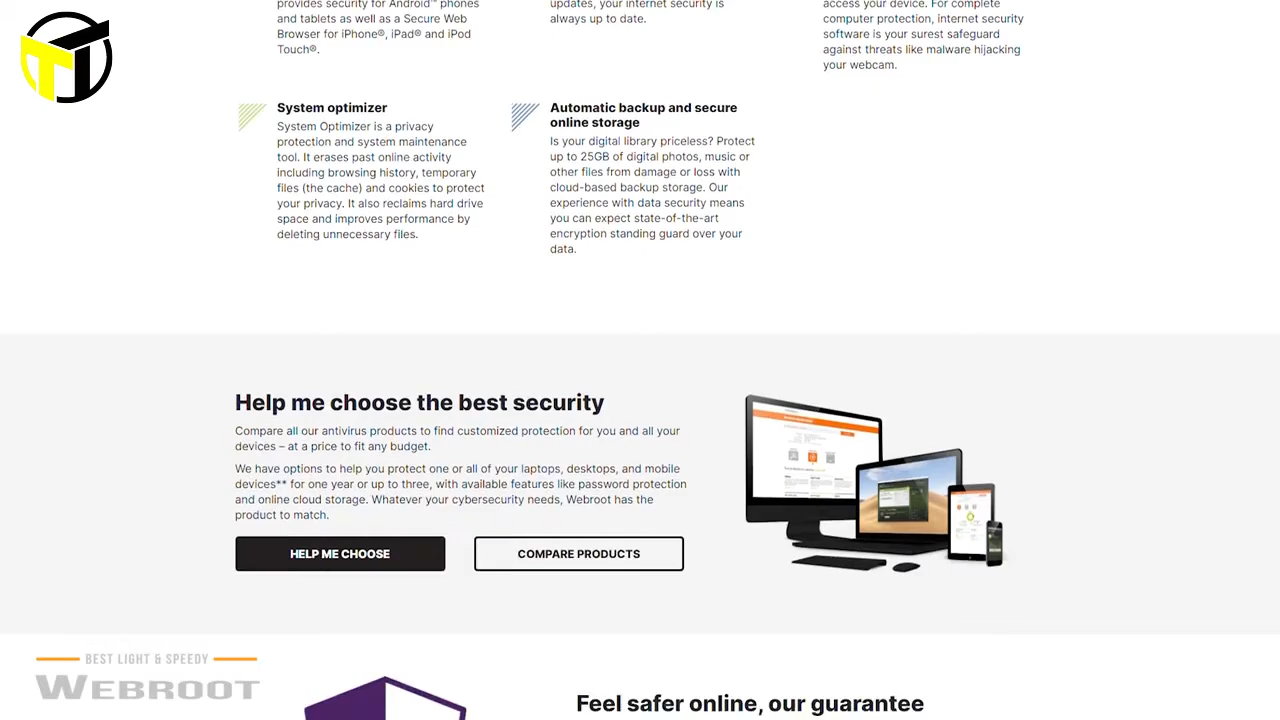 provides security for Android™ phones
and tablets as well as a Secure Web
Browser for iPhone®, iPad® and iPod
Touch®.
updates, your internet security is
always up to date.
access your device. For complete
computer protection, internet security
software is your surest safeguard
against threats like malware hijacking
your webcam.
System optimizer
System Optimizer is a privacy
protection and system maintenance
tool. It erases past online activity
including browsing history, temporary
files (the cache) and cookies to protect
your privacy. It also reclaims hard drive
space and improves performance by
deleting unnecessary files.
Automatic backup and secure
online storage
Is your digital library priceless? Protect
up to 25GB of digital photos, music or
other files from damage or loss with
cloud-based backup storage. Our
experience with data security means
you can expect state-of-the-art
encryption standing guard over your
data.
Help me choose the best security
Compare all our antivirus products to find customized protection for you and all your
devices – at a price to fit any budget.
We have options to help you protect one or all of your laptops, desktops, and mobile
devices** for one year or up to three, with available features like password protection
and online cloud storage. Whatever your cybersecurity needs, Webroot has the
product to match.
HELP ME CHOOSE
COMPARE PRODUCTS
BEST LIGHT & SPEEDY
WEBROOT
Feel safer online, our guarantee